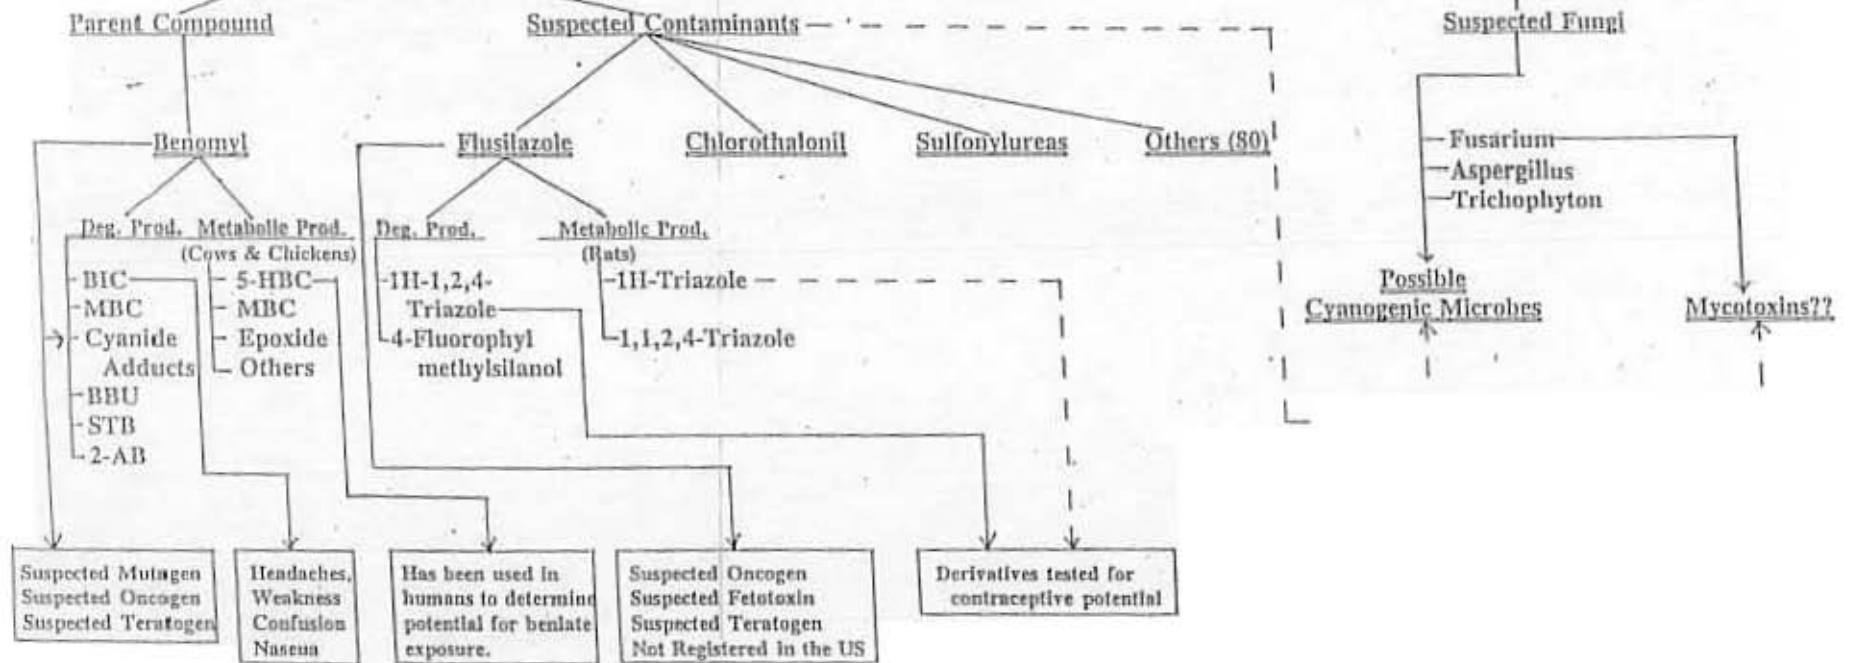 Parent Compound
Suspected Contaminants
Suspected Fungi
Benomyl
Flusilazole
Chlorothalonil
Sulfonylureas
Others (80)
Fusarium
Aspergillus
Trichophyton
Deg. Prod.
Metabolic Prod.
(Cows & Chickens)
Deg. Prod.
Metabolic Prod.
(Rats)
BIC
MBC
Cyanide
Adducts
BBU
STB
2-AB
5-HBC
MBC
Epoxide
Others
1H-1,2,4-
Triazole
4-Fluorophyl
methylsilanol
1H-Triazole
1,1,2,4-Triazole
Possible
Cyanogenic Microbes
Mycotoxins??
Suspected Mutagen
Suspected Oncogen
Suspected Teratogen
Headaches,
Weakness
Confusion
Naseua
Has been used in
humans to determine
potential for benlate
exposure.
Suspected Oncogen
Suspected Fetotoxin
Suspected Teratogen
Not Registered in the US
Derivatives tested for
contraceptive potential